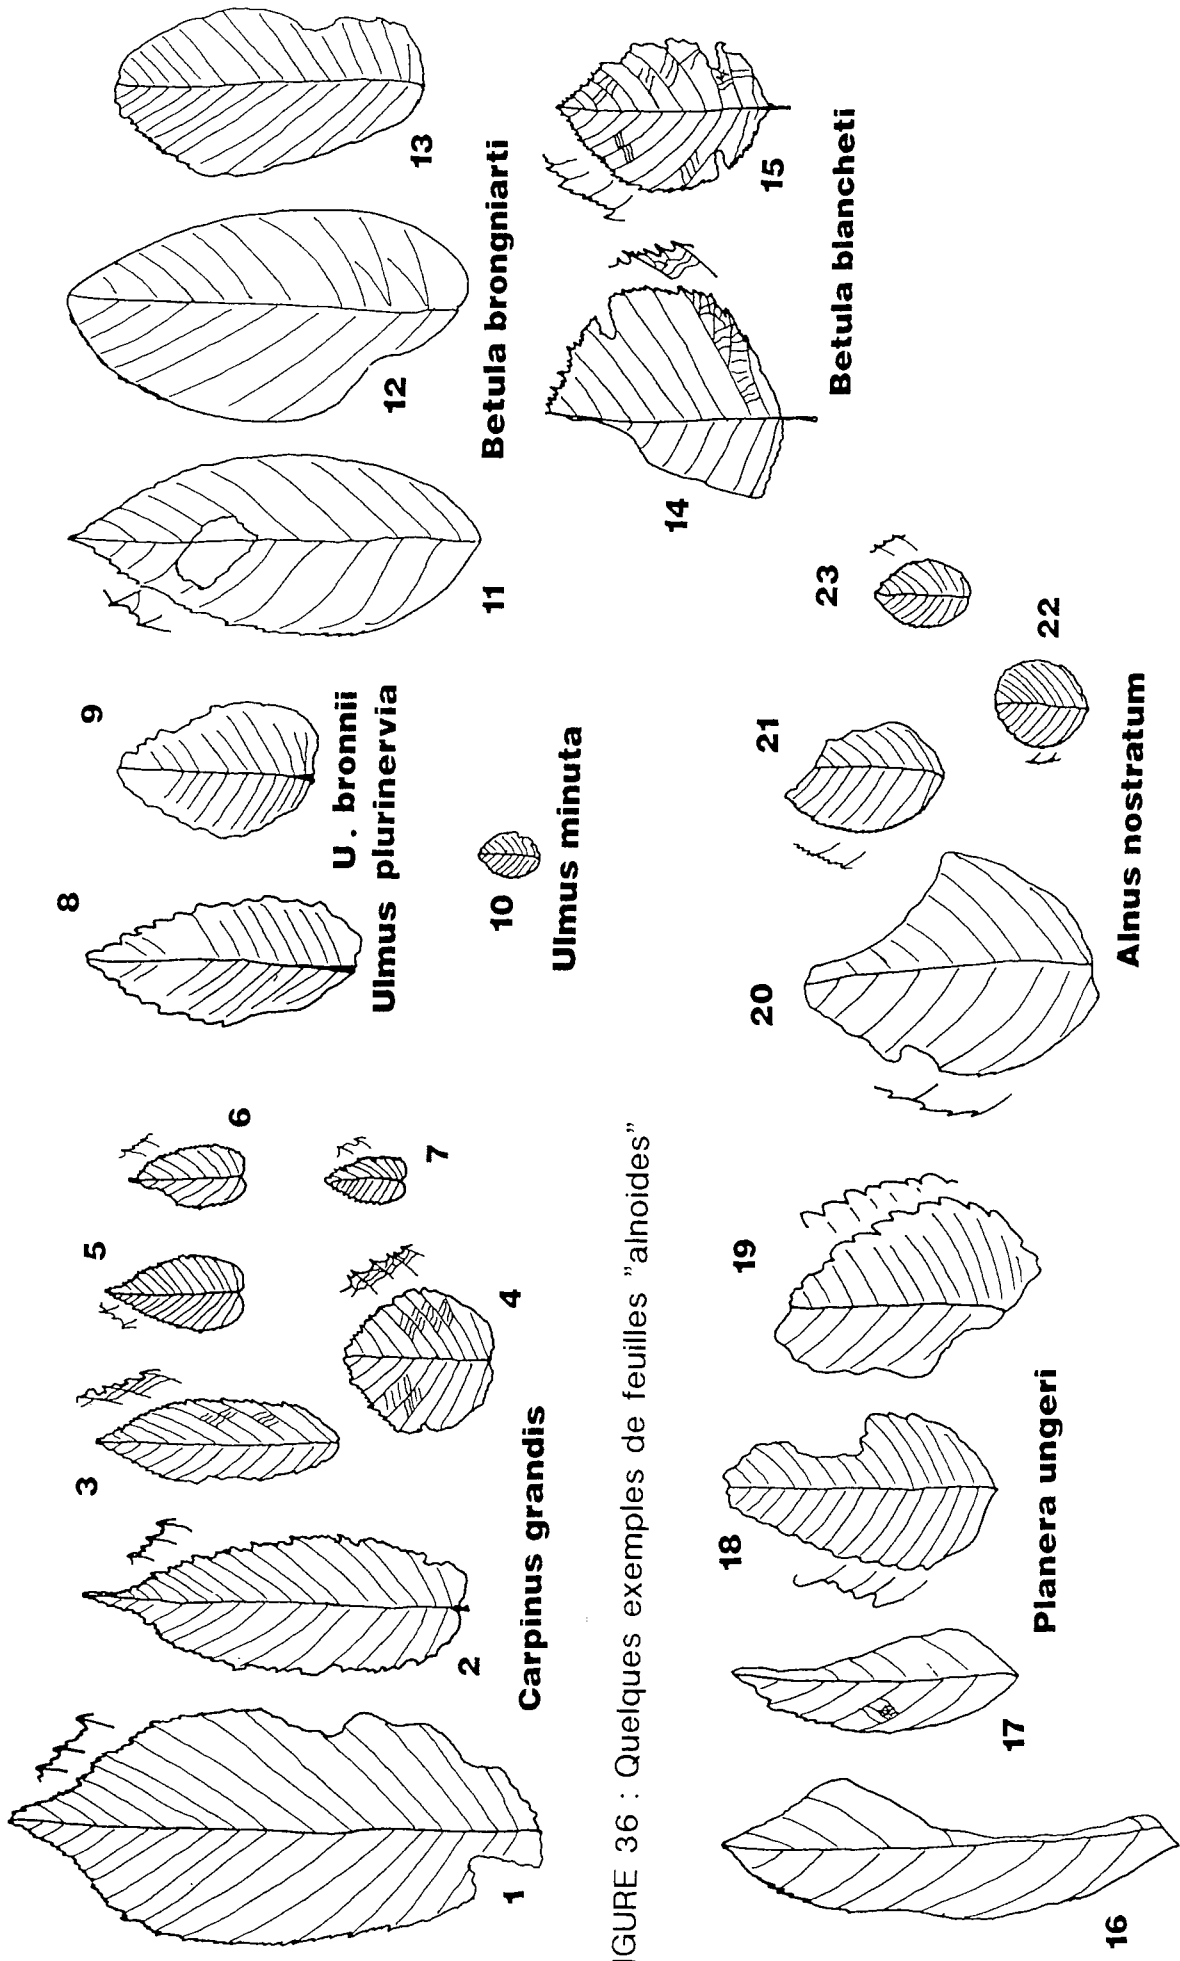 1
2
3
4
5
6
7
Carpinus grandis
8
9
U. bronnii
Ulmus plurinervia
10
Ulmus minuta
11
12
13
Betula brongniarti
14
15
Betula blancheti
IGURE 36 : Quelques exemples de feuilles "alnoides"
16
17
18
19
Planera ungeri
20
21
22
23
Alnus nostratum